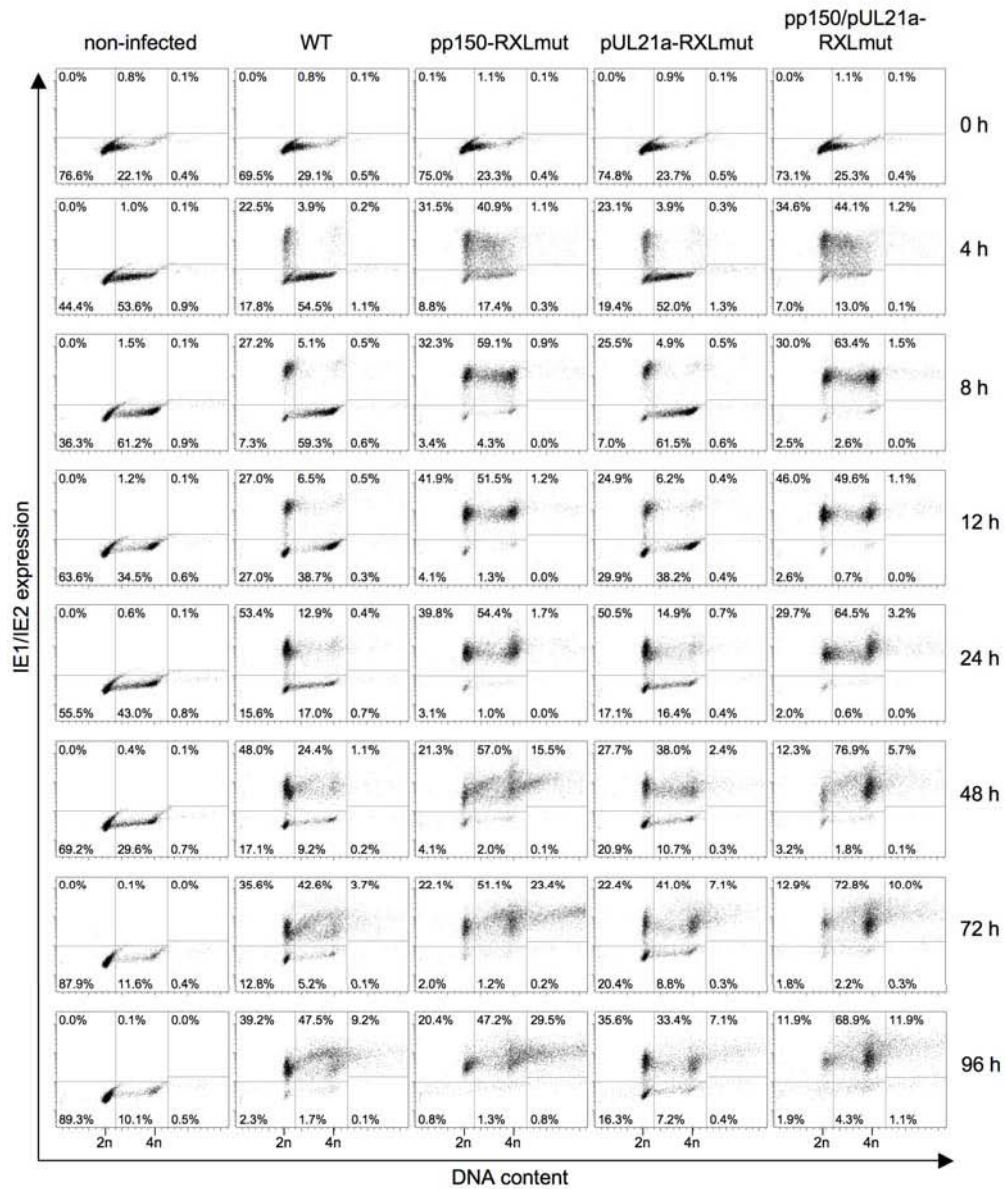 pp150/pUL21a-
non-infected WT pp150-RXLmut pUL21a-RXLmut RXLmut
0.0% 0.8% 0.1% 0.0% 0.8% 0.1% 0.1% 1.1% 0.1% 0.0% 0.9% 0.1% 0.0% 1.1% 0.1%
0 h
76.6% 22.1% 0.4% 69.5% 29.1% 0.5% 75.0% 23.3% 0.4% 74.8% 23.7% 0.5% 73.1% 25.3% 0.4%
0.0% 1.0% 0.1% 22.5% 3.9% 0.2% 31.5% 40.9% 1.1% 23.1% 3.9% 0.3% 34.6% 44.1% 1.2%
4 h
44.4% 53.6% 0.9% 17.8% 54.5% 1.1% 8.8% 17.4% 0.3% 19.4% 52.0% 1.3% 7.0% 13.0% 0.1%
0.0% 1.5% 0.1% 27.2% 5.1% 0.5% 32.3% 59.1% 0.9% 25.5% 4.9% 0.5% 30.0% 63.4% 1.5%
8 h
36.3% 61.2% 0.9% 7.3% 59.3% 0.6% 3.4% 4.3% 0.0% 7.0% 61.5% 0.6% 2.5% 2.6% 0.0%
0.0% 1.2% 0.1% 27.0% 6.5% 0.5% 41.9% 51.5% 1.2% 24.9% 6.2% 0.4% 46.0% 49.6% 1.1%
12 h
63.6% 34.5% 0.6% 27.0% 38.7% 0.3% 4.1% 1.3% 0.0% 29.9% 38.2% 0.4% 2.6% 0.7% 0.0%
IE1/IE2 expression
0.0% 0.6% 0.1% 53.4% 12.9% 0.4% 39.8% 54.4% 1.7% 50.5% 14.9% 0.7% 29.7% 64.5% 3.2%
24 h
55.5% 43.0% 0.8% 15.6% 17.0% 0.7% 3.1% 1.0% 0.0% 17.1% 16.4% 0.4% 2.0% 0.6% 0.0%
0.0% 0.4% 0.1% 48.0% 24.4% 1.1% 21.3% 57.0% 15.5% 27.7% 38.0% 2.4% 12.3% 76.9% 5.7%
48 h
69.2% 29.6% 0.7% 17.1% 9.2% 0.2% 4.1% 2.0% 0.1% 20.9% 10.7% 0.3% 3.2% 1.8% 0.1%
0.0% 0.1% 0.0% 35.6% 42.6% 3.7% 22.1% 51.1% 23.4% 22.4% 41.0% 7.1% 12.9% 72.8% 10.0%
72 h
87.9% 11.6% 0.4% 12.8% 5.2% 0.1% 2.0% 1.2% 0.2% 20.4% 8.8% 0.3% 1.8% 2.2% 0.3%
0.0% 0.1% 0.0% 39.2% 47.5% 9.2% 20.4% 47.2% 29.5% 35.6% 33.4% 7.1% 11.9% 68.9% 11.9%
96 h
89.3% 10.1% 0.5% 2.3% 1.7% 0.1% 0.8% 1.3% 0.8% 16.3% 7.2% 0.4% 1.9% 4.3% 1.1%
2n 4n 2n 4n 2n 4n 2n 4n 2n 4n
DNA content